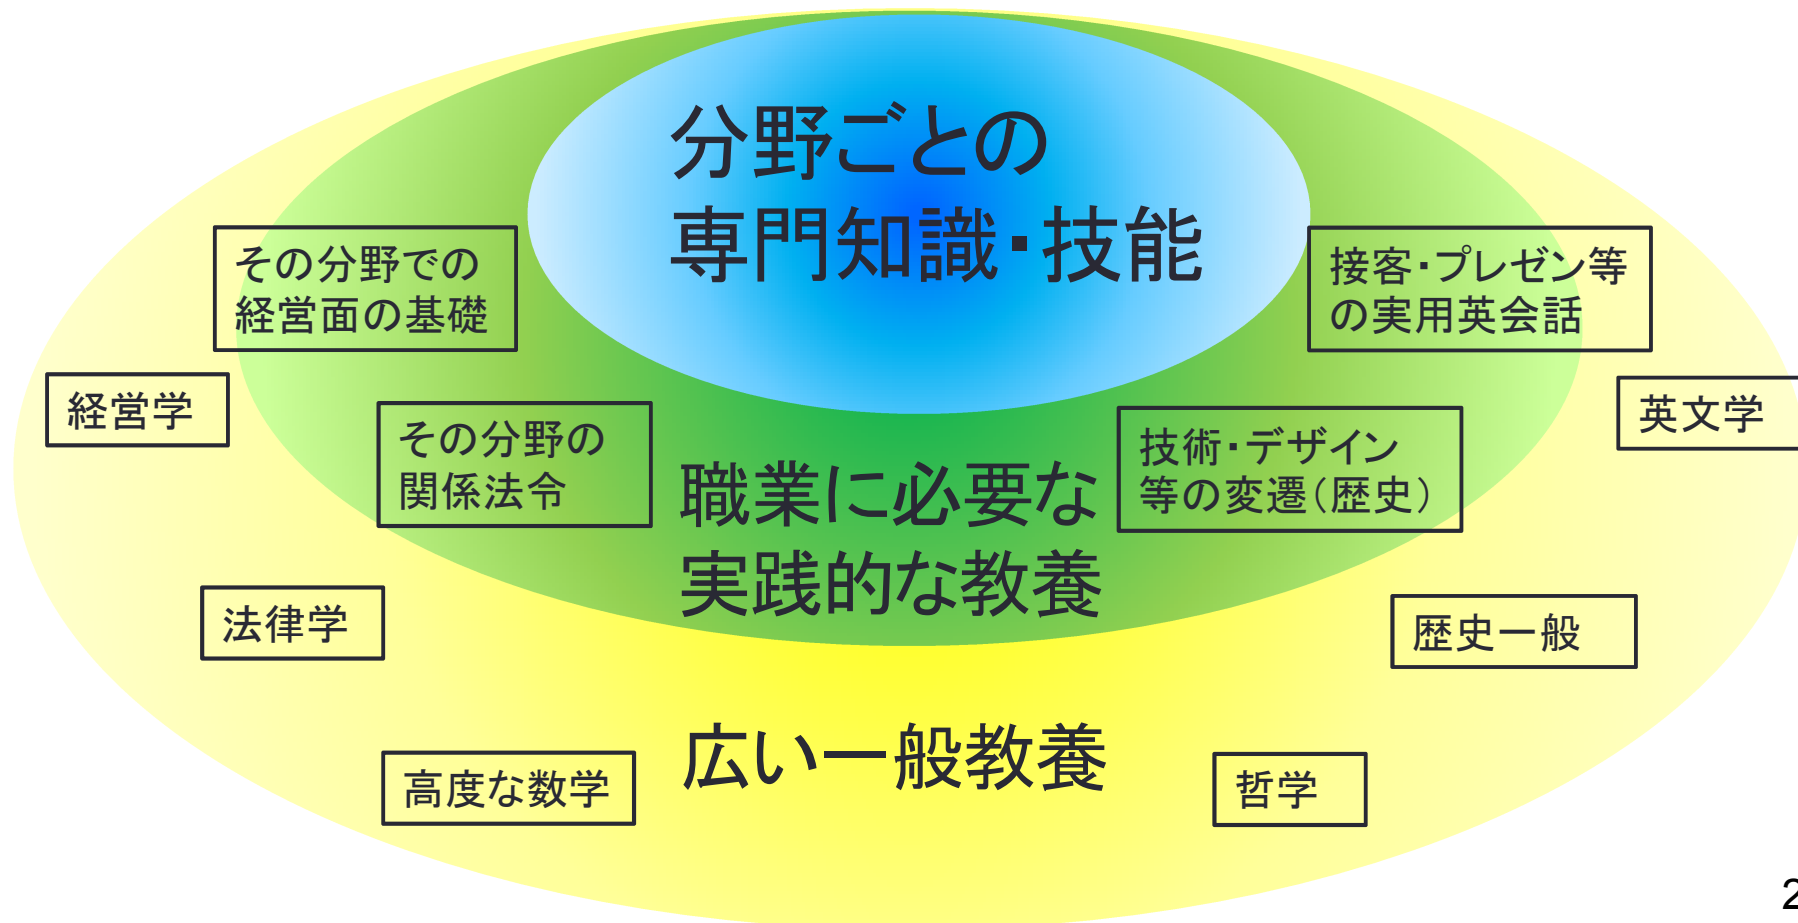 分野ごとの
専門知識・技能
その分野での
経営面の基礎
接客・プレゼン等
の実用英会話
経営学
英文学
その分野の
関係法令
技術・デザイン
等の変遷（歴史）
職業に必要な
実践的な教養
法律学
歴史一般
広い一般教養
高度な数学
哲学
2